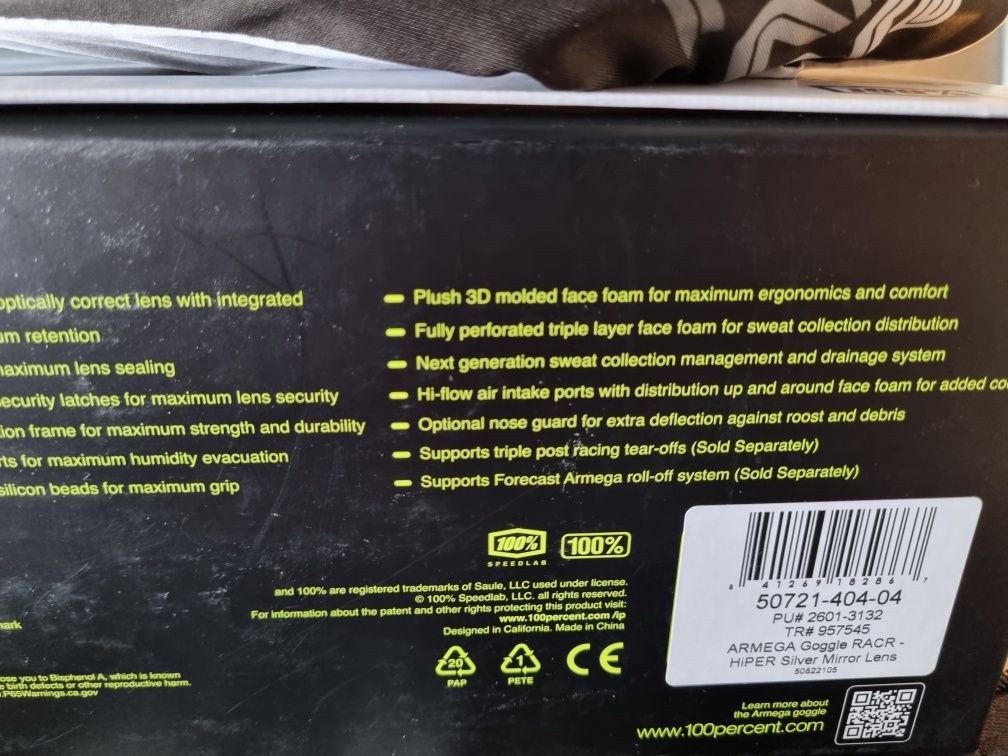 optically correct lens with integrated
retention
maximum lens sealing
security latches for maximum lens security
frame for maximum strength and durability
for maximum humidity evacuation
silicon beads for maximum grip
Plush 3D molded face foam for maximum ergonomics and comfort
Fully perforated triple layer face foam for sweat collection distribution
Next generation sweat collection management and drainage system
Hi-flow air intake ports with distribution up and around face foam for added
Optional nose guard for extra deflection against roost and debris
Supports triple post racing tear-offs (Sold Separately)
Supports Forecast Armega roll-off system (Sold Separately)
100%
SPEEDLAB
100%
and 100% are registered trademarks of Saule, LLC used under license.
© 100% Speedlab, LLC. all rights reserved.
For information about the patent and other rights protecting this product visit:
www.100percent.com /ip
Designed in California. Made in China
20
PAP
1
PETE
CE
you to Bisphenol A, which is known
birth defects or other reproductive harm.
.P65Warnings.ca.gov
6 41269 18286 7
50721-404-04
PU# 2601-3132
TR# 957545
ARMEGA Goggle RACR -
HiPER Silver Mirror Lens
50822105
Learn more about
the Armega goggle
www.100percent.com